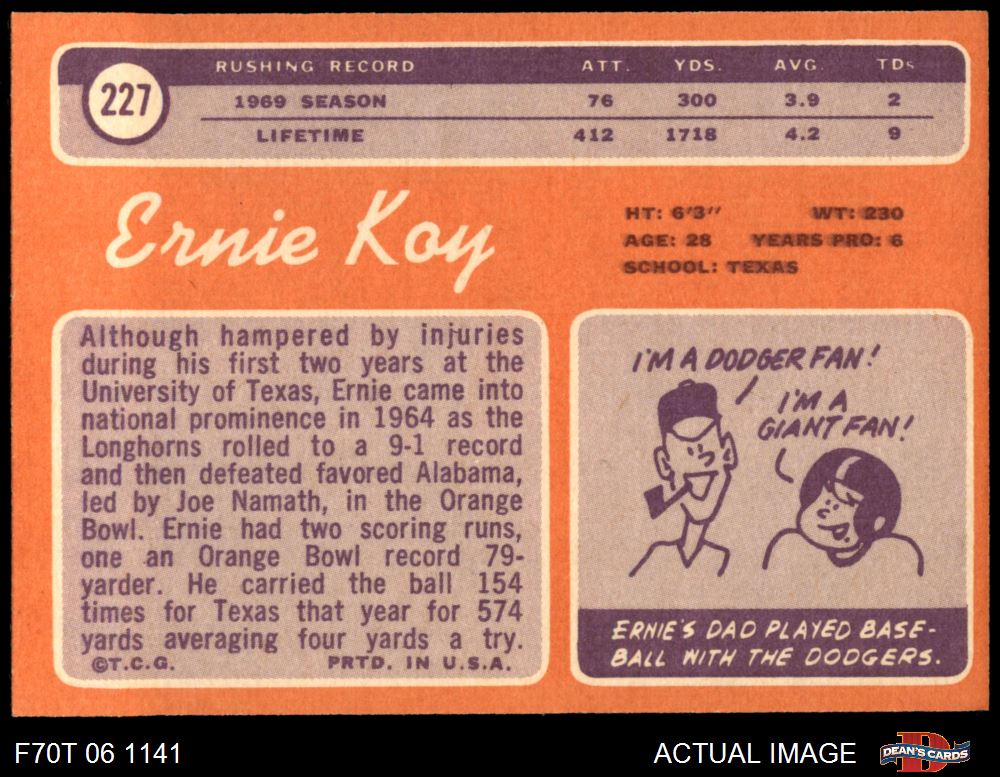 RUSHING RECORD ATT. YDS. AVG. TDs
227
1969 SEASON 76 300 3.9 2
LIFETIME 412 1718 4.2 9
Ernie Koy
HT: 6'3" WT: 230
AGE: 28 YEARS PRO: 6
SCHOOL: TEXAS
Although hampered by injuries
during his first two years at the
University of Texas, Ernie came into
national prominence in 1964 as the
Longhorns rolled to a 9-1 record
and then defeated favored Alabama,
led by Joe Namath, in the Orange
Bowl. Ernie had two scoring runs,
one an Orange Bowl record 79-
yarder. He carried the ball 154
times for Texas that year for 574
yards averaging four yards a try.
©T.C.G. PRTD. IN U.S.A.
I'M A DODGER FAN!
I'M A
GIANT FAN!
ERNIE'S DAD PLAYED BASE-
BALL WITH THE DODGERS.
F70T 06 1141
ACTUAL IMAGE
DEAN'S CARDS